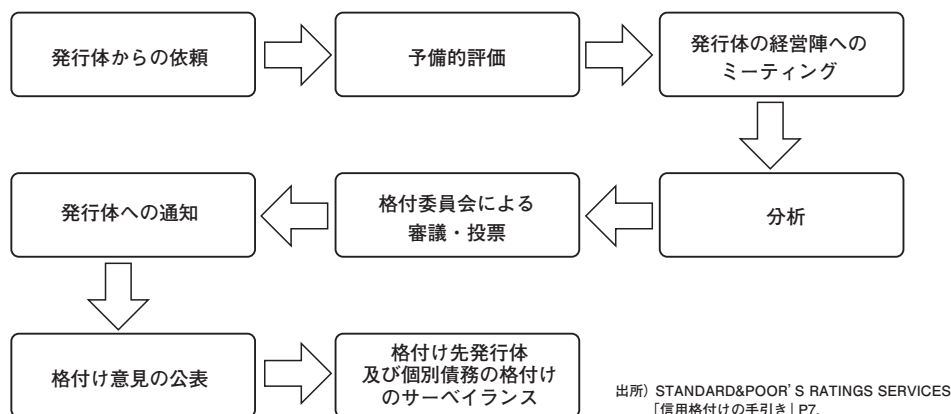 発行体からの依頼
予備的評価
発行体の経営陣への
ミーティング
分析
格付委員会による
審議・投票
発行体への通知
格付け意見の公表
格付け先発行体
及び個別債務の格付け
のサーベイランス
出所）STANDARD&POOR'S RATINGS SERVICES
「信用格付けの手引き」P7.